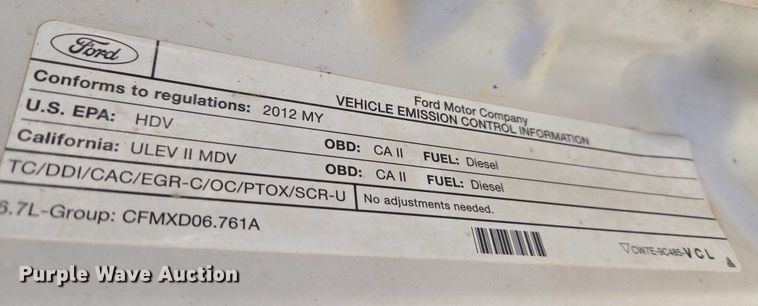 Ford
Ford Motor Company
VEHICLE EMISSION CONTROL INFORMATION
Conforms to regulations: 2012 MY
U.S. EPA: HDV OBD: CA II FUEL: Diesel
California: ULEV II MDV OBD: CA II FUEL: Diesel
TC/DDI/CAC/EGR-C/OC/PTOX/SCR-U No adjustments needed.
6.7L-Group: CFMXD06.761A
CW7E-9C485-VCL
Purple Wave Auction